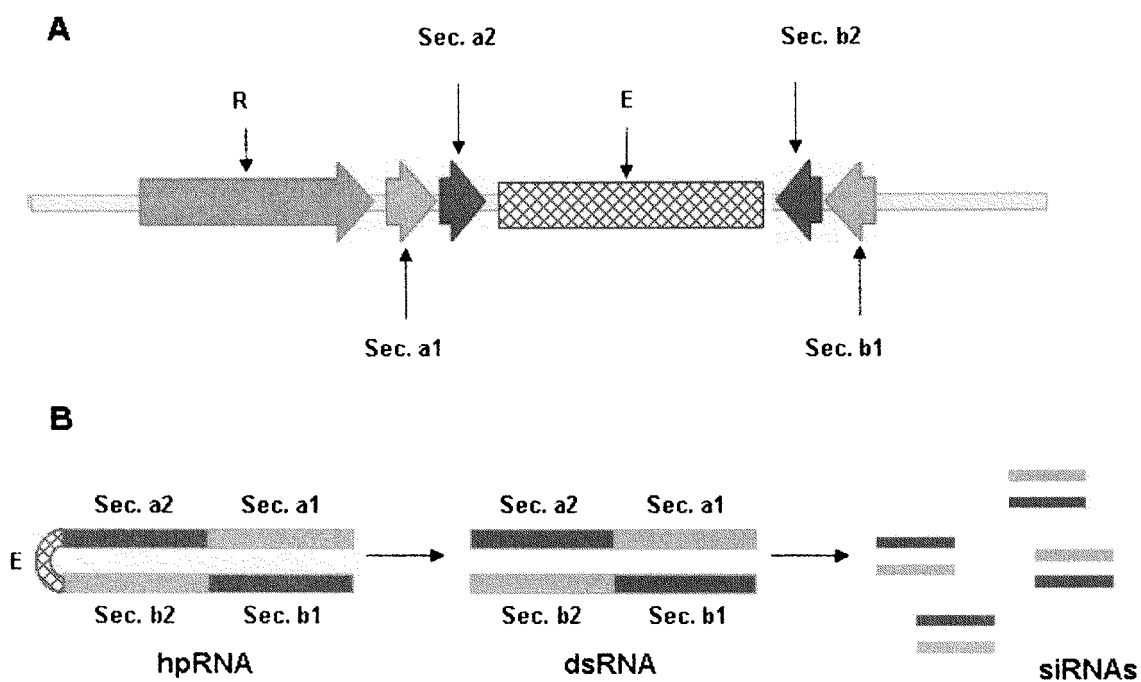 A
Sec. a2
Sec. b2
R
E
Sec. a1
Sec. b1
B
Sec. a2 Sec. a1
Sec. a2 Sec. a1
E
Sec. b2 Sec. b1
Sec. b2 Sec. b1
hpRNA
dsRNA
siRNAs